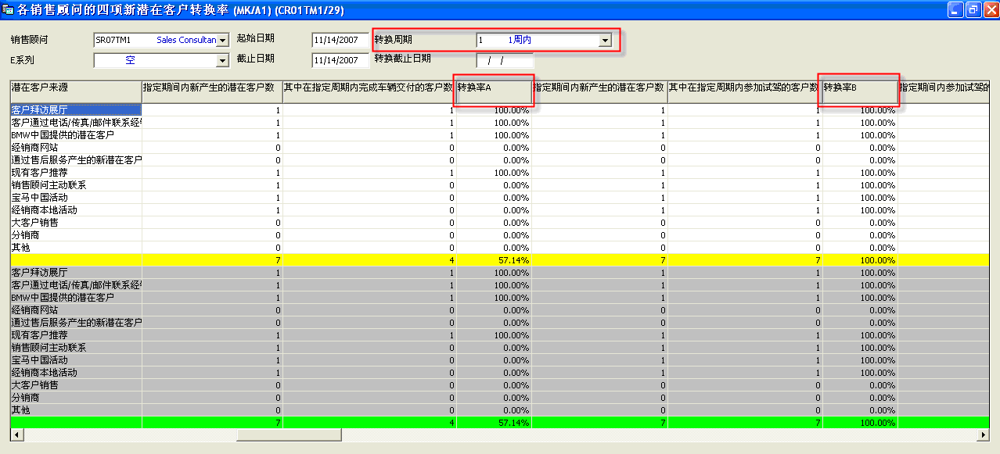 各销售顾问的四项新潜在客户转换率 (MK/A1) (CR01TM1/29)
销售顾问 SR07TM1 Sales Consultan 起始日期 11/14/2007 转换周期 1 1周内
E系列 空 截止日期 11/14/2007 转换截止日期 / /
潜在客户来源 指定期间内新产生的潜在客户数 其中在指定周期内完成车辆交付的客户数 转换率A 指定期间内新产生的潜在客户数 其中在指定周期内参加试驾的客户数 转换率B 指定期间内参加试驾的
客户拜访展厅 1 1 100.00% 1 1 100.00%
客户通过电话/传真/邮件联系经 1 1 100.00% 1 1 100.00%
BMW中国提供的潜在客户 1 1 100.00% 1 1 100.00%
经销商网站 0 0 0.00% 0 0 0.00%
通过售后服务产生的新潜在客户 0 0 0.00% 0 0 0.00%
现有客户推荐 1 1 100.00% 1 1 100.00%
销售顾问主动联系 1 0 0.00% 1 1 100.00%
宝马中国活动 1 0 0.00% 1 1 100.00%
经销商本地活动 1 0 0.00% 1 1 100.00%
大客户销售 0 0 0.00% 0 0 0.00%
分销商 0 0 0.00% 0 0 0.00%
其他 0 0 0.00% 0 0 0.00%
7 4 57.14% 7 7 100.00%
客户拜访展厅 1 1 100.00% 1 1 100.00%
客户通过电话/传真/邮件联系经 1 1 100.00% 1 1 100.00%
BMW中国提供的潜在客户 1 1 100.00% 1 1 100.00%
经销商网站 0 0 0.00% 0 0 0.00%
通过售后服务产生的新潜在客户 0 0 0.00% 0 0 0.00%
现有客户推荐 1 1 100.00% 1 1 100.00%
销售顾问主动联系 1 0 0.00% 1 1 100.00%
宝马中国活动 1 0 0.00% 1 1 100.00%
经销商本地活动 1 0 0.00% 1 1 100.00%
大客户销售 0 0 0.00% 0 0 0.00%
分销商 0 0 0.00% 0 0 0.00%
其他 0 0 0.00% 0 0 0.00%
7 4 57.14% 7 7 100.00%